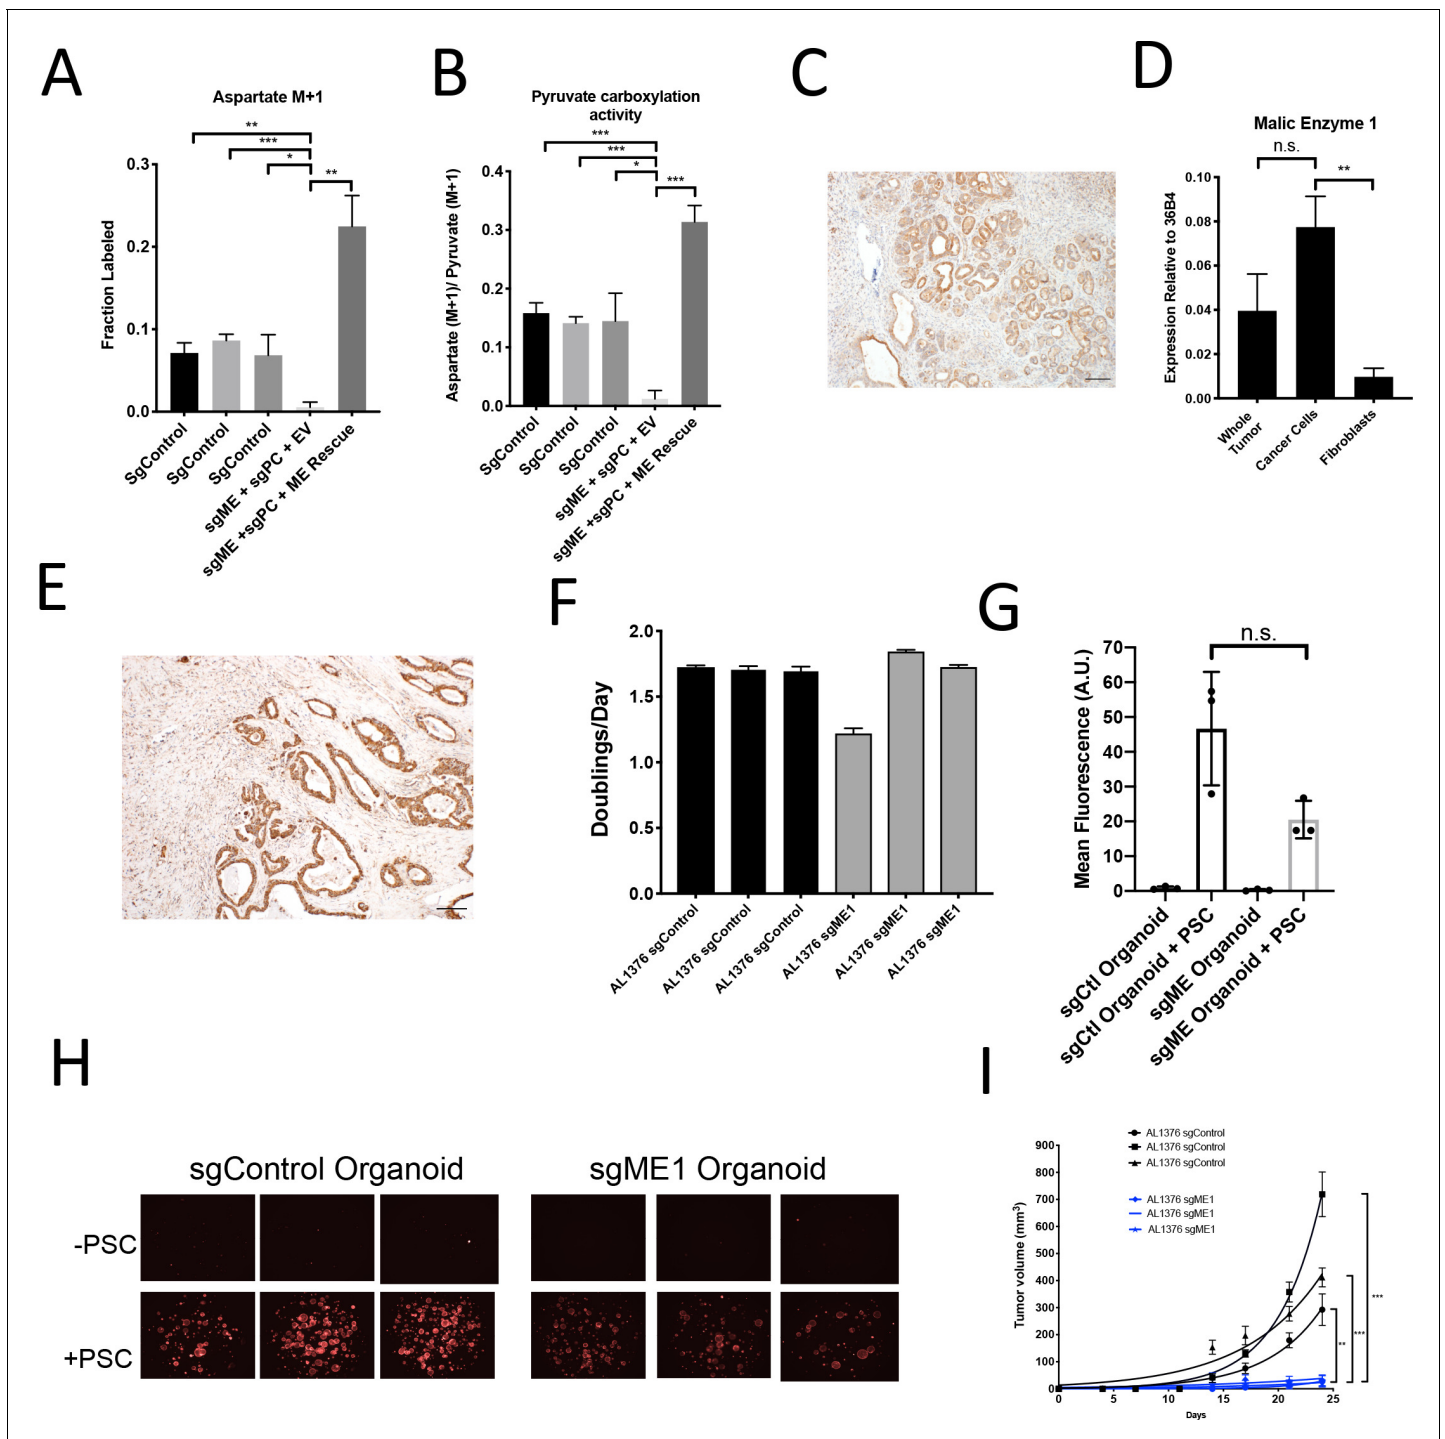 A
Aspartate M+1
**
***
*
**
Fraction Labeled
0.3
0.2
0.1
0.0
SgControl
SgControl
SgControl
sgME + sgPC + EV
sgME +sgPC + ME Rescue
B
Pyruvate carboxylation
activity
***
***
*
***
Aspartate (M+1)/ Pyruvate (M+1)
0.4
0.3
0.2
0.1
0.0
SgControl
SgControl
SgControl
sgME + sgPC + EV
sgME +sgPC + ME Rescue
C
D
Malic Enzyme 1
n.s.
**
Expression Relative to 36B4
0.10
0.08
0.06
0.04
0.02
0.00
Whole
Tumor
Cancer Cells
Fibroblasts
E
F
Doublings/Day
2.0
1.5
1.0
0.5
0.0
AL1376 sgControl
AL1376 sgControl
AL1376 sgControl
AL1376 sgME1
AL1376 sgME1
AL1376 sgME1
G
n.s.
Mean Fluorescence (A.U.)
70
60
50
40
30
20
10
0
sgCtl Organoid
sgCtl Organoid + PSC
sgME Organoid
sgME Organoid + PSC
H
sgControl Organoid
sgME1 Organoid
-PSC
+PSC
I
AL1376 sgControl
AL1376 sgControl
AL1376 sgControl
AL1376 sgME1
AL1376 sgME1
AL1376 sgME1
Tumor volume (mm³)
900
800
700
600
500
400
300
200
100
0
0 5 10 15 20 25
Days
**
***
***